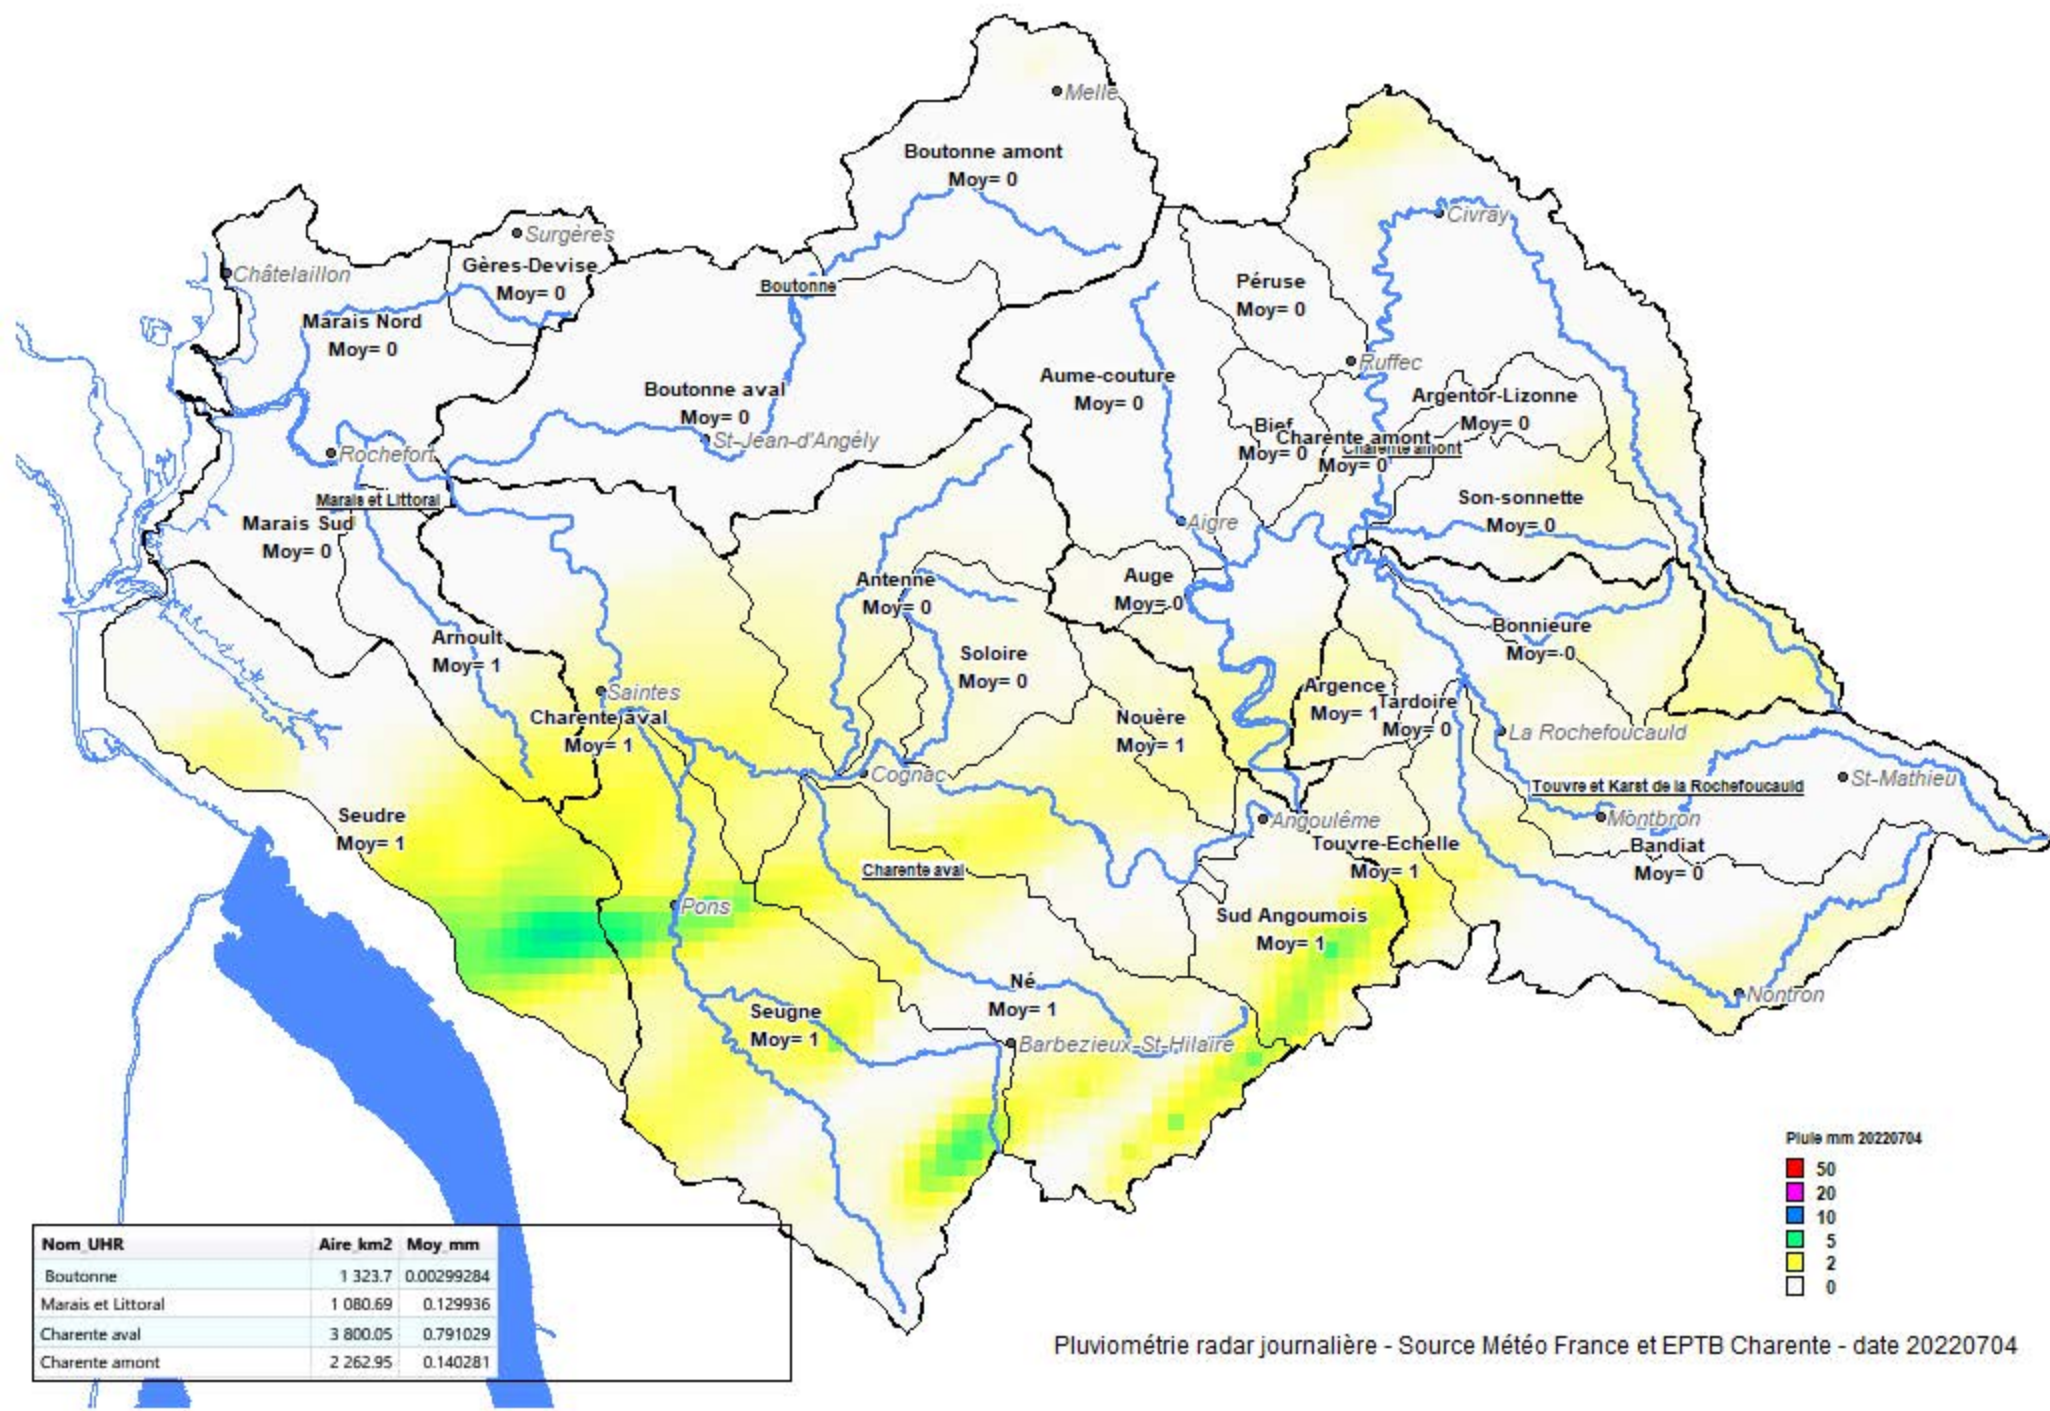 Melle
Boutonne amont
Moy= 0
Civray
Surgères
Châtelaillon
Gères-Devise
Moy= 0
Boutonne
Péruse
Moy= 0
Marais Nord
Moy= 0
Ruffec
Aume-couture
Moy= 0
Boutonne aval
Moy= 0
Argentor-Lizonne
Moy= 0
St-Jean-d'Angély
Bief
Moy= 0
Charente amont
Moy= 0
Charente amont
Rochefort
Marais et Littoral
Son-sonnette
Moy= 0
Marais Sud
Moy= 0
Aigre
Antenne
Moy= 0
Auge
Moy= 0
Arnoult
Moy= 1
Bonnieure
Moy= 0
Soloire
Moy= 0
Saintes
Argence
Moy= 1
Tardoire
Moy= 0
Charente aval
Moy= 1
Nouère
Moy= 1
La Rochefoucauld
Cognac
St-Mathieu
Touvre et Karst de la Rochefoucauld
Seudre
Moy= 1
Angoulême
Montbron
Touvre-Echelle
Moy= 1
Bandiat
Moy= 0
Charente aval
Pons
Sud Angoumois
Moy= 1
Né
Moy= 1
Nontron
Seugne
Moy= 1
Barbezieux-St-Hilaire
Pluie mm 20220704
50
20
10
5
2
0
Nom_UHR Aire_km2 Moy_mm
Boutonne 1 323.7 0.00299284
Marais et Littoral 1 080.69 0.129936
Charente aval 3 800.05 0.791029
Charente amont 2 262.95 0.140281
Pluviométrie radar journalière - Source Météo France et EPTB Charente - date 20220704